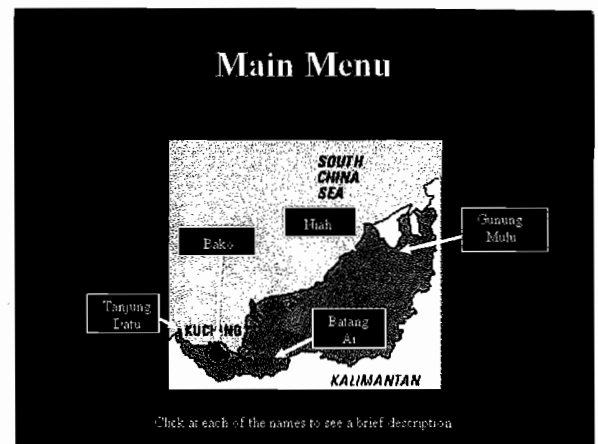 Main Menu
SOUTH
CHINA
SEA
Niah
Gunung
Mulu
Bako
Tanjung
Datu
KUCHING
Batang
Ai
KALIMANTAN
Click at each of the names to see a brief description